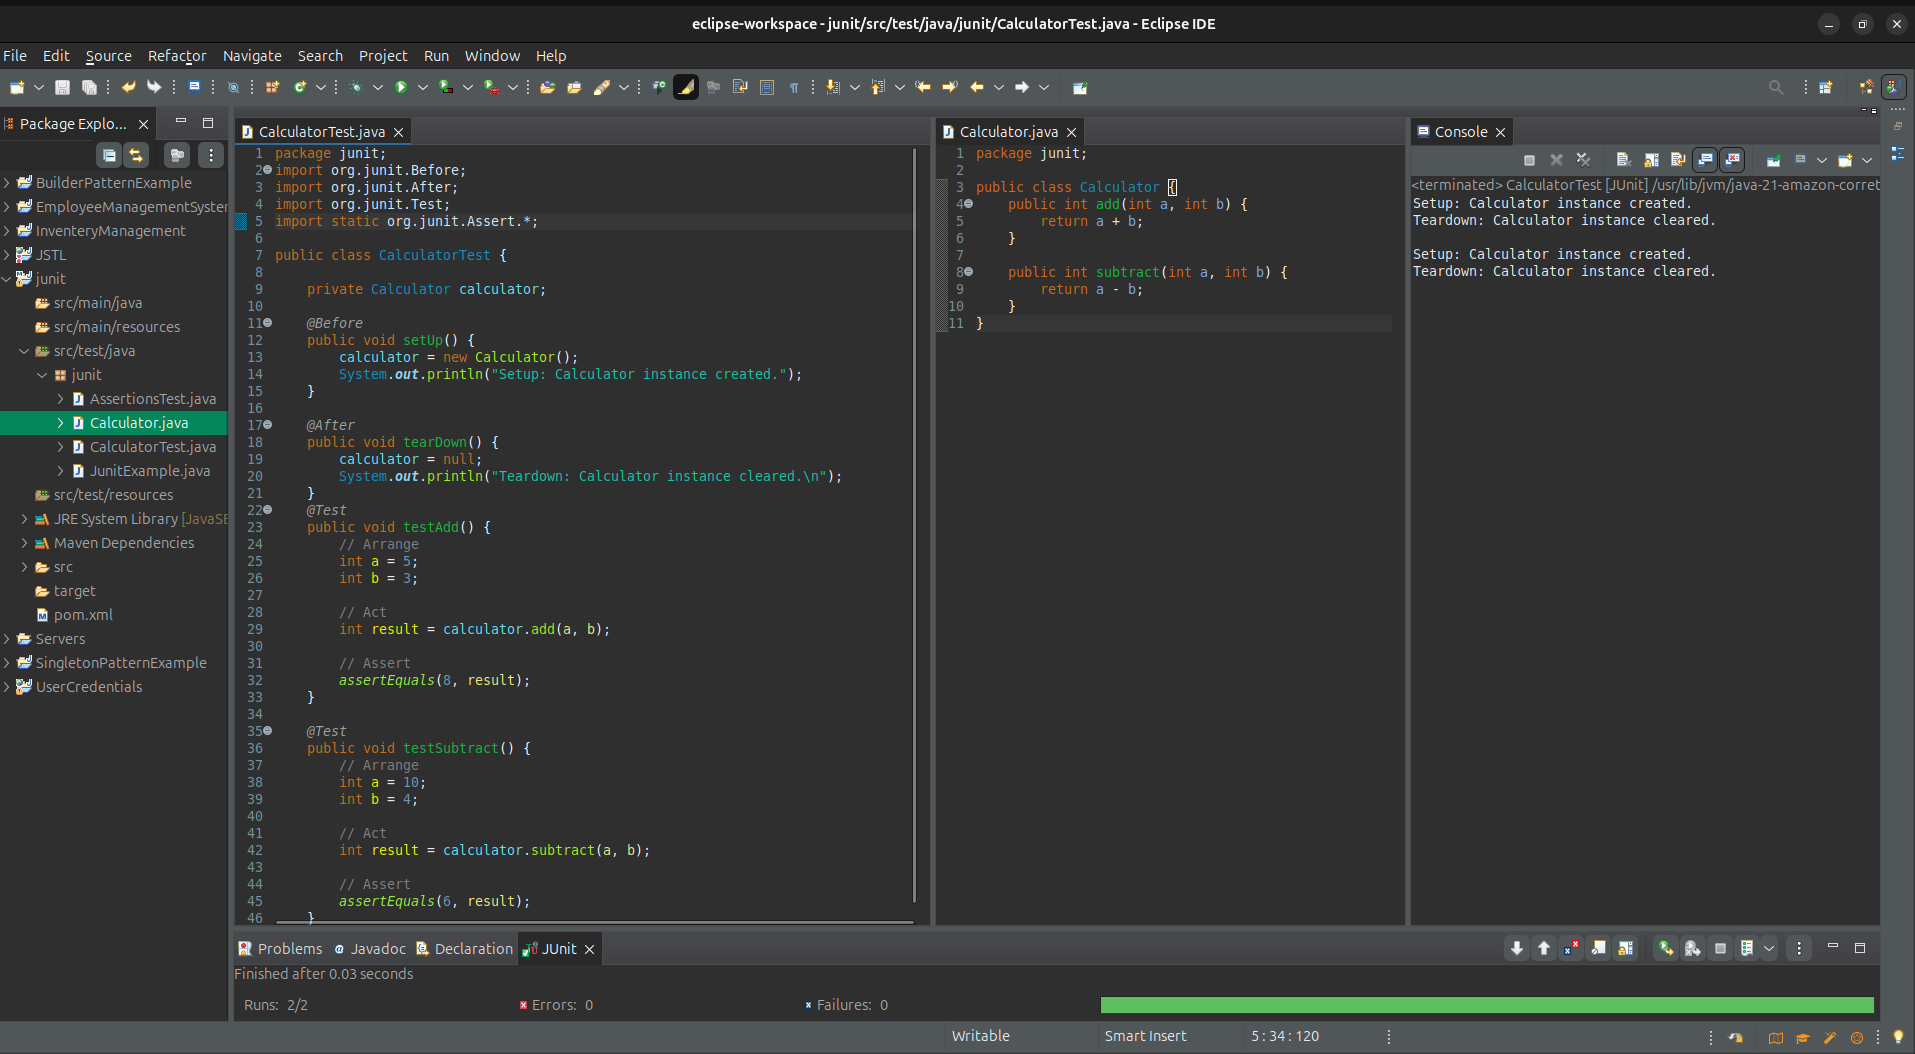 eclipse-workspace - junit/src/test/java/junit/CalculatorTest.java - Eclipse IDE
File Edit Source Refactor Navigate Search Project Run Window Help
Package Explo...
BuilderPatternExample
EmployeeManagementSyster
InventeryManagement
JSTL
junit
src/main/java
src/main/resources
src/test/java
junit
AssertionsTest.java
Calculator.java
CalculatorTest.java
JunitExample.java
src/test/resources
JRE System Library [JavaSE
Maven Dependencies
src
target
pom.xml
Servers
SingletonPatternExample
UserCredentials
CalculatorTest.java
1 package junit;
2 import org.junit.Before;
3 import org.junit.After;
4 import org.junit.Test;
5 import static org.junit.Assert.*;
6
7 public class CalculatorTest {
8
9 private Calculator calculator;
10
11 @Before
12 public void setUp() {
13 calculator = new Calculator();
14 System.out.println("Setup: Calculator instance created.");
15 }
16
17 @After
18 public void tearDown() {
19 calculator = null;
20 System.out.println("Teardown: Calculator instance cleared.\n");
21 }
22 @Test
23 public void testAdd() {
24 // Arrange
25 int a = 5;
26 int b = 3;
27
28 // Act
29 int result = calculator.add(a, b);
30
31 // Assert
32 assertEquals(8, result);
33 }
34
35 @Test
36 public void testSubtract() {
37 // Arrange
38 int a = 10;
39 int b = 4;
40
41 // Act
42 int result = calculator.subtract(a, b);
43
44 // Assert
45 assertEquals(6, result);
46 }
Calculator.java
1 package junit;
2
3 public class Calculator {
4 public int add(int a, int b) {
5 return a + b;
6 }
7
8 public int subtract(int a, int b) {
9 return a - b;
10 }
11 }
Console
<terminated> CalculatorTest [JUnit] /usr/lib/jvm/java-21-amazon-corret
Setup: Calculator instance created.
Teardown: Calculator instance cleared.
Setup: Calculator instance created.
Teardown: Calculator instance cleared.
Problems Javadoc Declaration JUnit
Finished after 0.03 seconds
Runs: 2/2 Errors: 0 Failures: 0
Writable Smart Insert 5 : 34 : 120